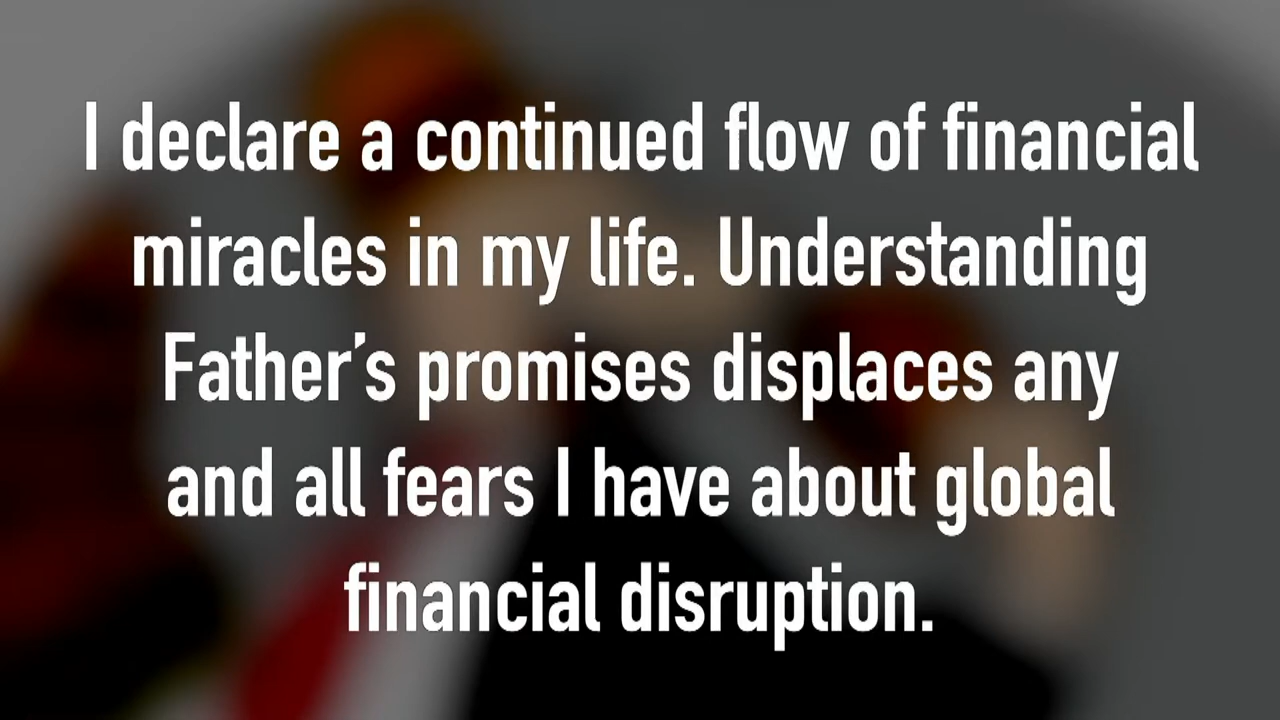 I declare a continued flow of financial
miracles in my life. Understanding
Father’s promises displaces any
and all fears I have about global
financial disruption.